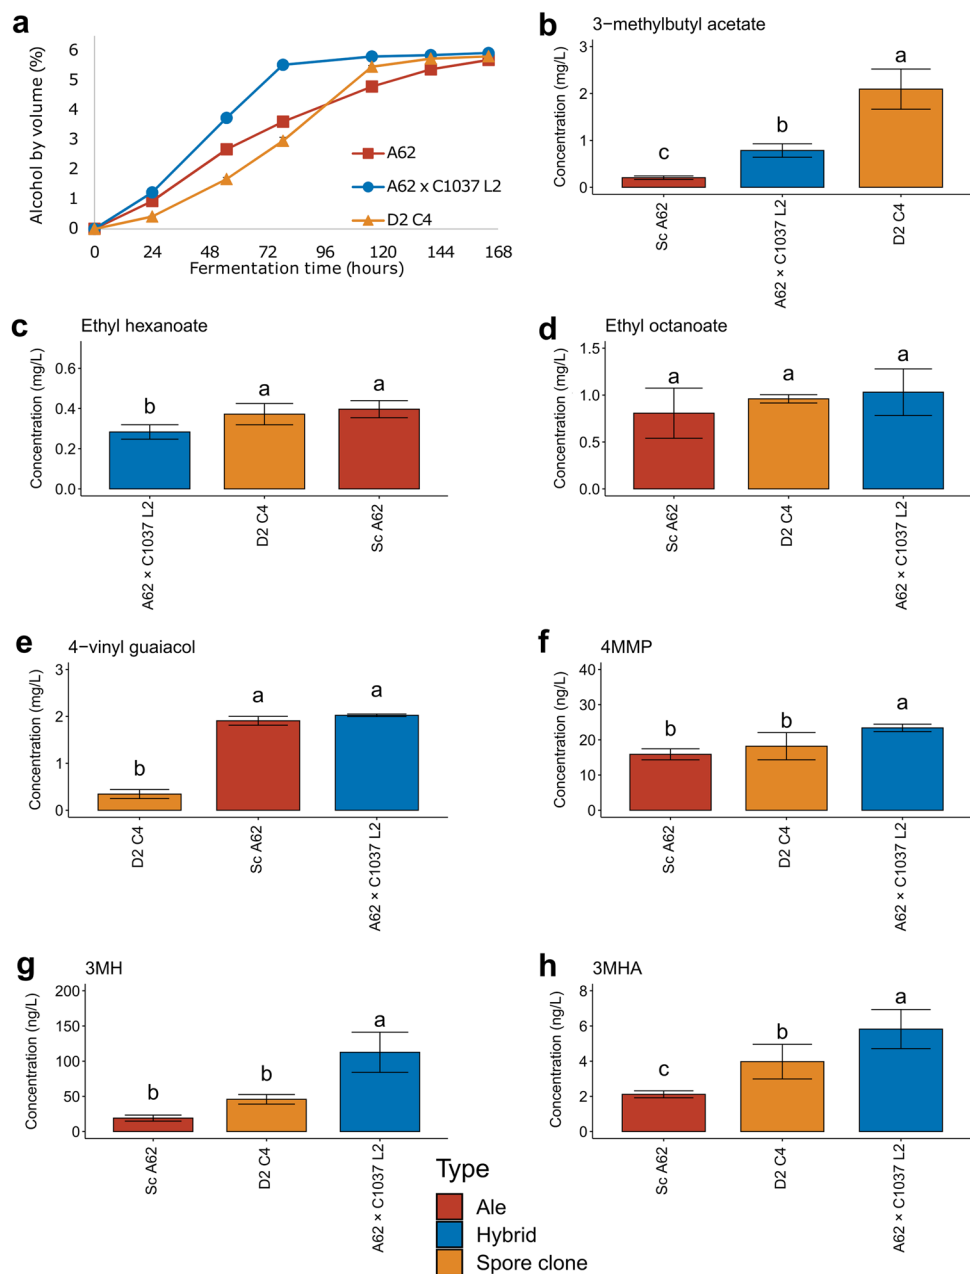 a
Alcohol by volume (%)
6
5
4
3
2
1
0
0 24 48 72 96 120 144 168
Fermentation time (hours)
A62
A62 x C1037 L2
D2 C4
b
3−methylbutyl acetate
Concentration (mg/L)
3
2
1
0
c
b
a
Sc A62
A62 × C1037 L2
D2 C4
c
Ethyl hexanoate
Concentration (mg/L)
0.6
0.4
0.2
0.0
b
a
a
A62 × C1037 L2
D2 C4
Sc A62
d
Ethyl octanoate
Concentration (mg/L)
1.5
1.0
0.5
0.0
a
a
a
Sc A62
D2 C4
A62 × C1037 L2
e
4−vinyl guaiacol
Concentration (mg/L)
3
2
1
0
b
a
a
D2 C4
Sc A62
A62 × C1037 L2
f
4MMP
Concentration (ng/L)
40
30
20
10
0
b
b
a
Sc A62
D2 C4
A62 × C1037 L2
g
3MH
Concentration (ng/L)
200
150
100
50
0
b
b
a
Sc A62
D2 C4
A62 × C1037 L2
h
3MHA
Concentration (ng/L)
8
6
4
2
0
c
b
a
Sc A62
D2 C4
A62 × C1037 L2
Type
Ale
Hybrid
Spore clone